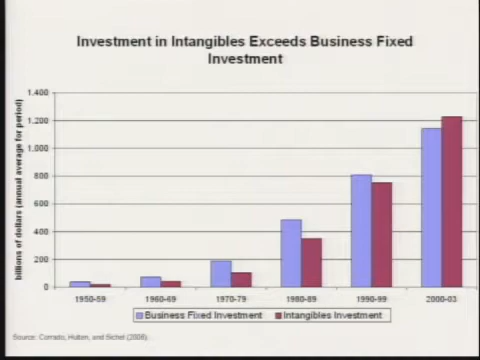 Investment in Intangibles Exceeds Business Fixed
Investment
billions of dollars (annual average for period)
1,400
1,200
1,000
800
600
400
200
0
1950-59 1960-69 1970-79 1980-89 1990-99 2000-03
Business Fixed Investment Intangibles Investment
Source: Corrado, Hulten, and Sichel (2006).